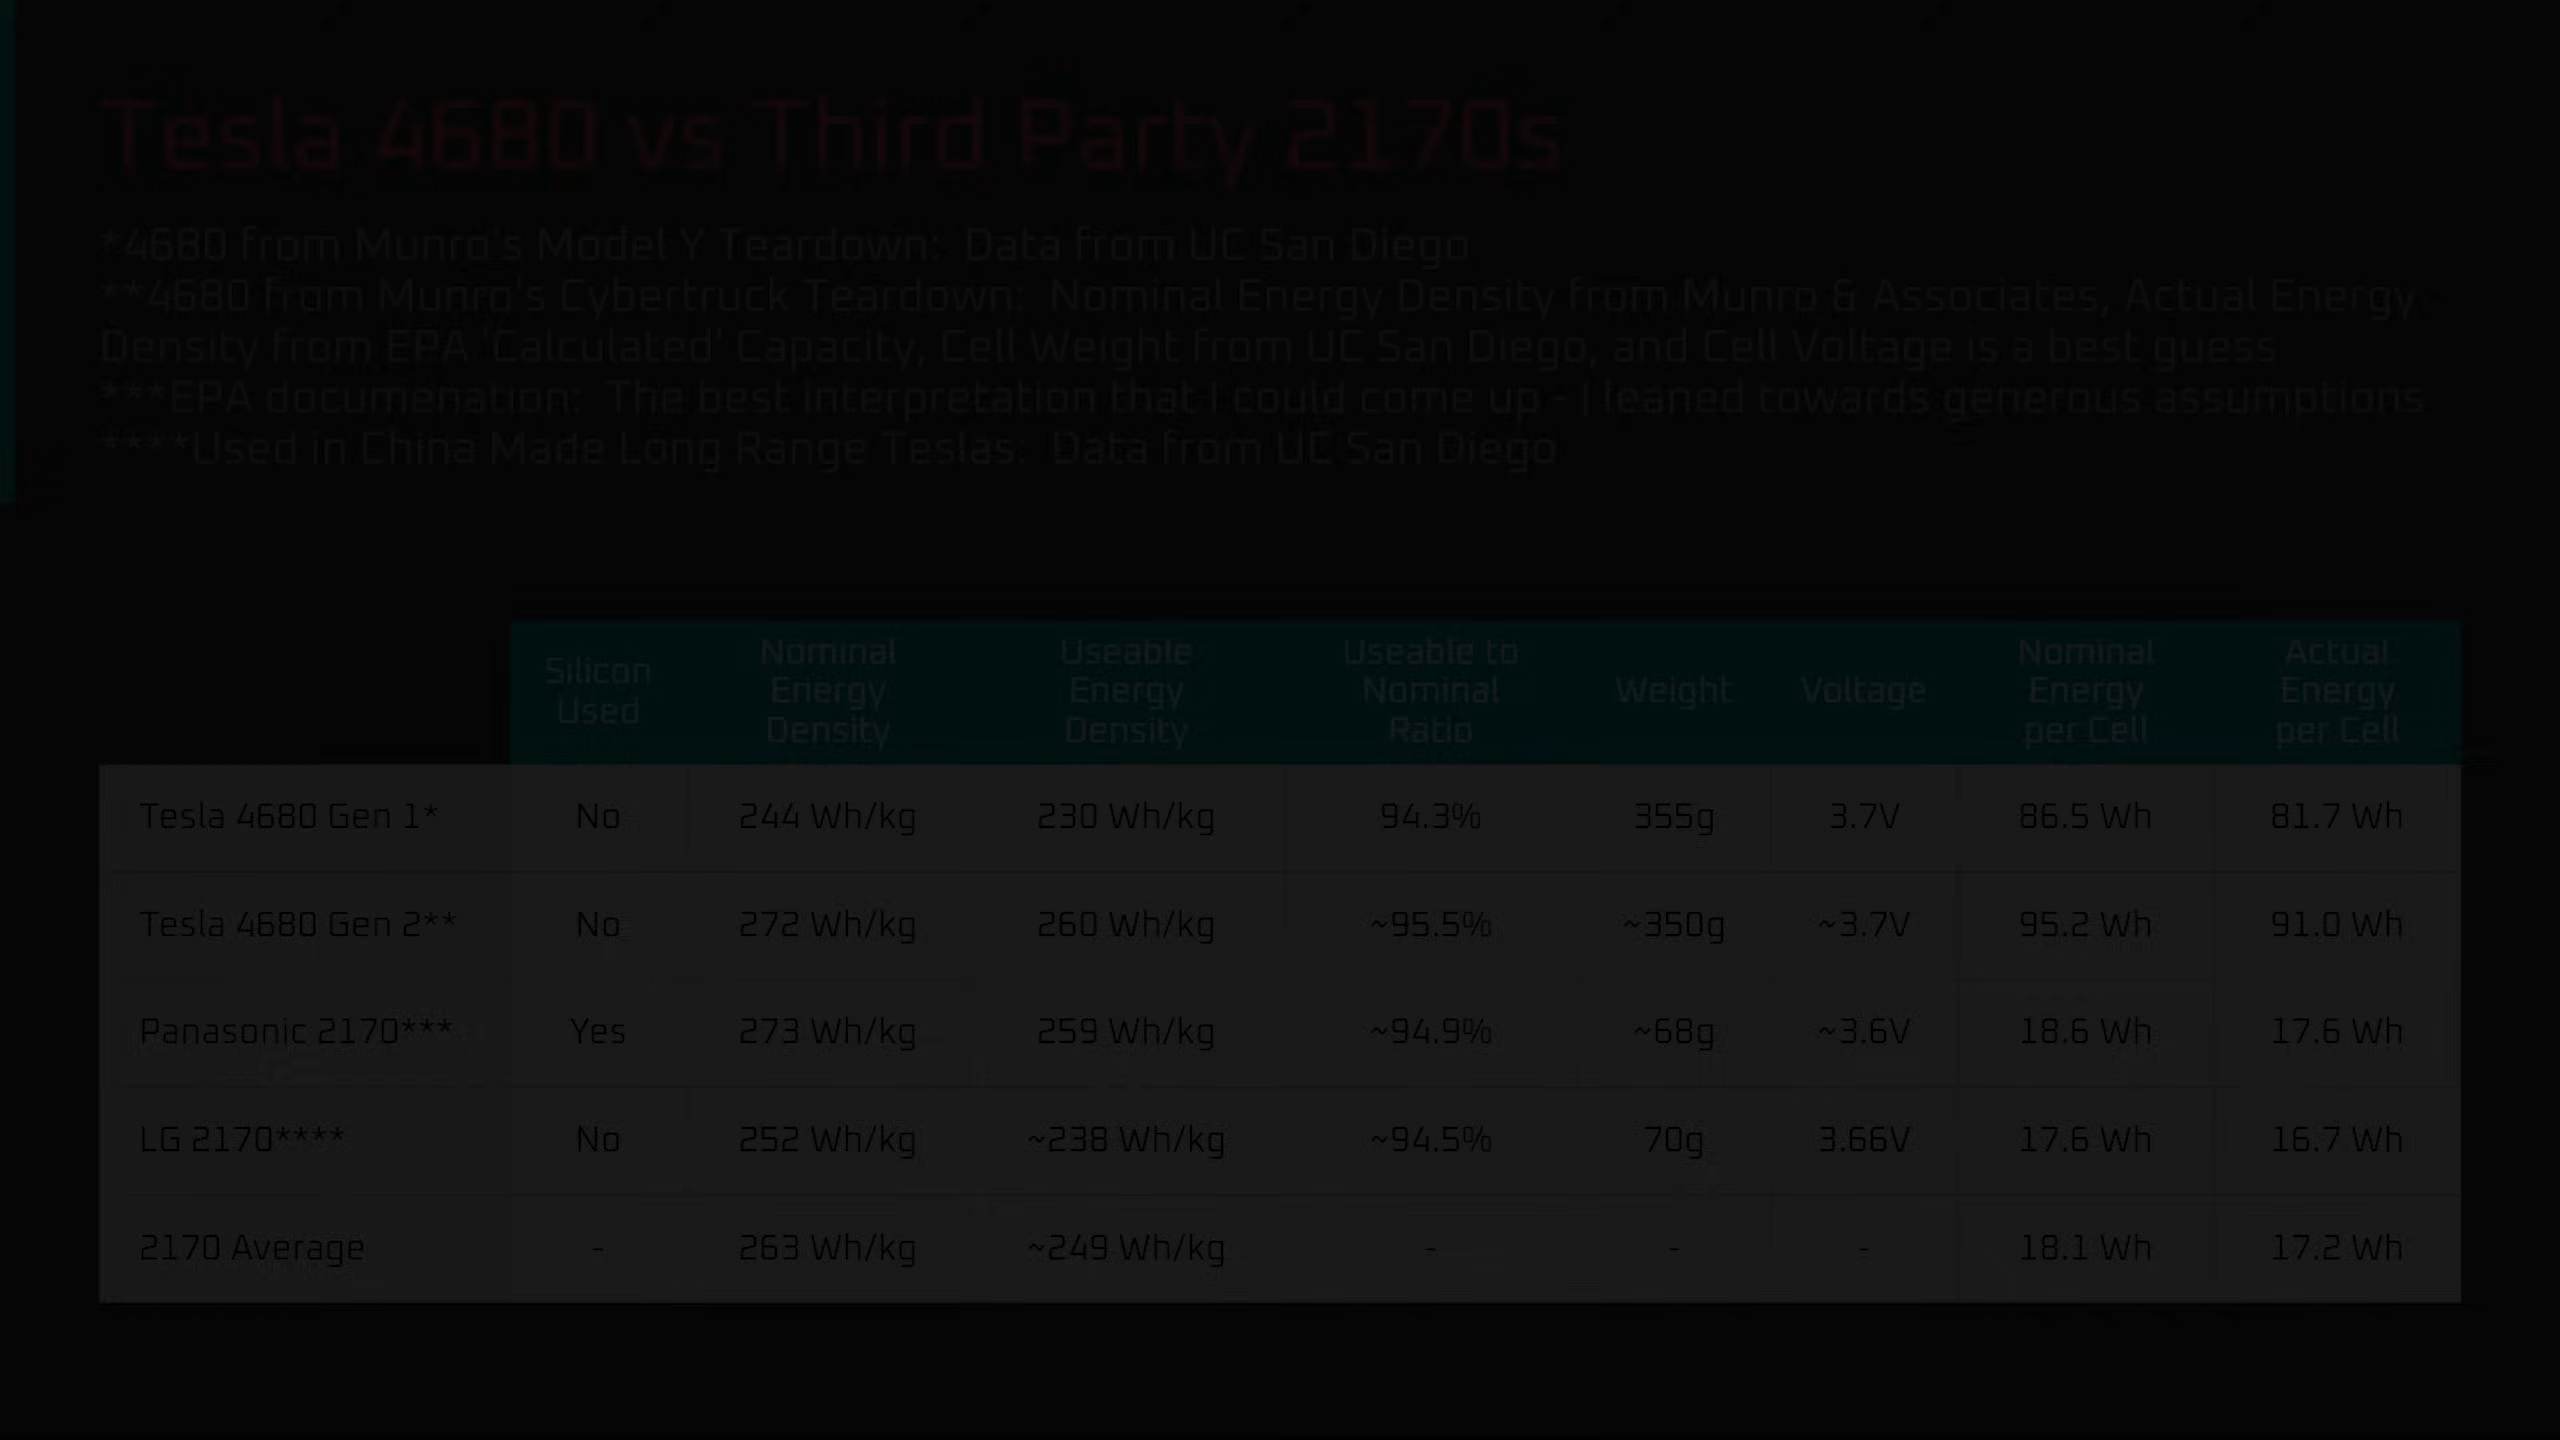 Tesla 4680 vs Third Party 2170s
*4680 from Munro's Model Y Teardown:  Data from UC San Diego
**4680 from Munro's Cybertruck Teardown:  Nominal Energy Density from Munro & Associates, Actual Energy
Density from EPA 'Calculated' Capacity, Cell Weight from UC San Diego, and Cell Voltage is a best guess
***EPA documenation:  The best interpretation that I could come up - I leaned towards generous assumptions
****Used in China Made Long Range Teslas:  Data from UC San Diego
Silicon Used | Nominal Energy Density | Useable Energy Density | Useable to Nominal Ratio | Weight | Voltage | Nominal Energy per Cell | Actual Energy per Cell
Tesla 4680 Gen 1* | No | 244 Wh/kg | 230 Wh/kg | 94.3% | 355g | 3.7V | 86.5 Wh | 81.7 Wh
Tesla 4680 Gen 2** | No | 272 Wh/kg | 260 Wh/kg | ~95.5% | ~350g | ~3.7V | 95.2 Wh | 91.0 Wh
Panasonic 2170*** | Yes | 273 Wh/kg | 259 Wh/kg | ~94.9% | ~68g | ~3.6V | 18.6 Wh | 17.6 Wh
LG 2170**** | No | 252 Wh/kg | ~238 Wh/kg | ~94.5% | 70g | 3.66V | 17.6 Wh | 16.7 Wh
2170 Average | - | 263 Wh/kg | ~249 Wh/kg | - | - | - | 18.1 Wh | 17.2 Wh